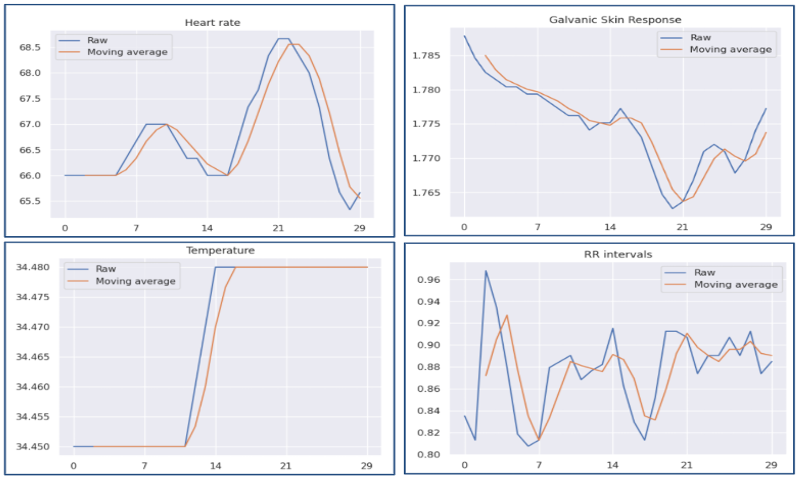 Heart rate
Raw
Moving average
68.5
68.0
67.5
67.0
66.5
66.0
65.5
0 7 14 21 29
Galvanic Skin Response
Raw
Moving average
1.785
1.780
1.775
1.770
1.765
0 7 14 21 29
Temperature
Raw
Moving average
34.480
34.475
34.470
34.465
34.460
34.455
34.450
0 7 14 21 29
RR intervals
Raw
Moving average
0.96
0.94
0.92
0.90
0.88
0.86
0.84
0.82
0.80
0 7 14 21 29